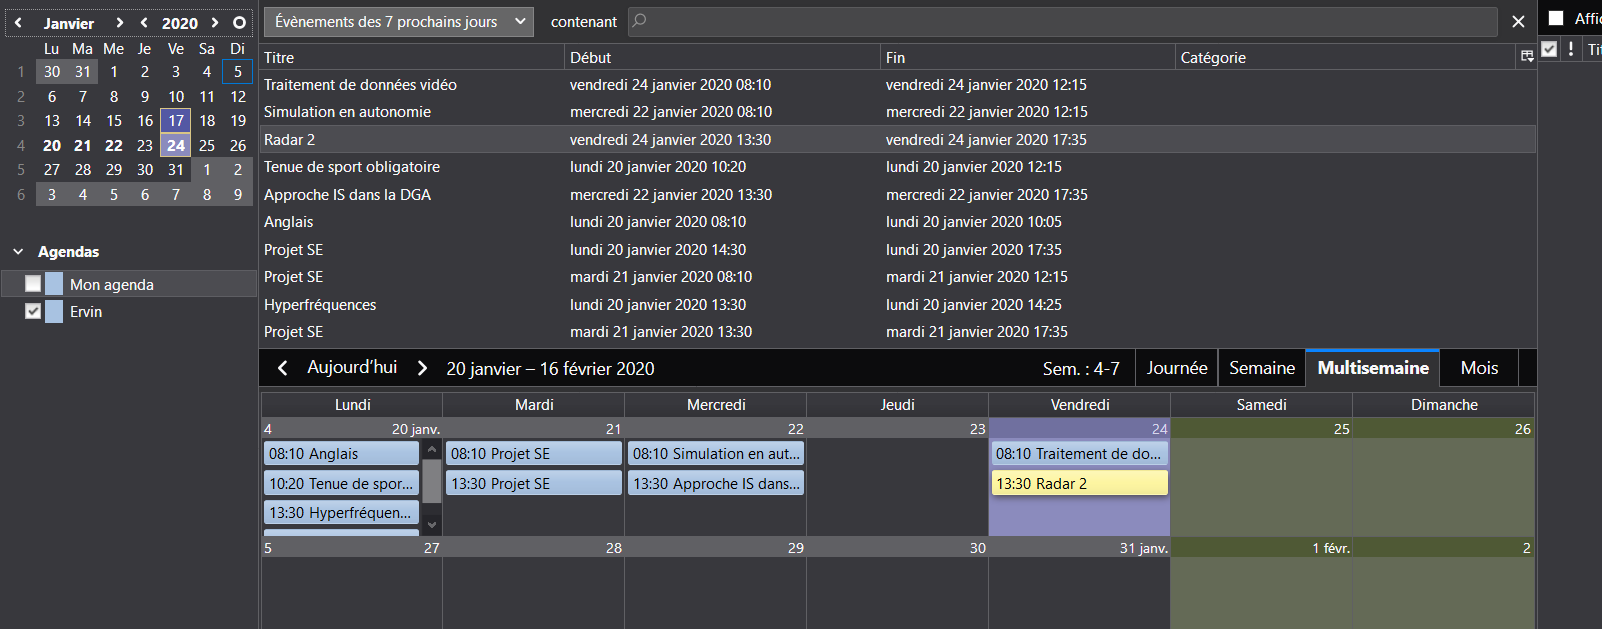 Janvier 2020
Lu Ma Me Je Ve Sa Di
1 30 31 1 2 3 4 5
2 6 7 8 9 10 11 12
3 13 14 15 16 17 18 19
4 20 21 22 23 24 25 26
5 27 28 29 30 31 1 2
6 3 4 5 6 7 8 9
Agendas
Mon agenda
Ervin
Évènements des 7 prochains jours contenant
Titre Début Fin Catégorie
Traitement de données vidéo vendredi 24 janvier 2020 08:10 vendredi 24 janvier 2020 12:15
Simulation en autonomie mercredi 22 janvier 2020 08:10 mercredi 22 janvier 2020 12:15
Radar 2 vendredi 24 janvier 2020 13:30 vendredi 24 janvier 2020 17:35
Tenue de sport obligatoire lundi 20 janvier 2020 10:20 lundi 20 janvier 2020 12:15
Approche IS dans la DGA mercredi 22 janvier 2020 13:30 mercredi 22 janvier 2020 17:35
Anglais lundi 20 janvier 2020 08:10 lundi 20 janvier 2020 10:05
Projet SE lundi 20 janvier 2020 14:30 lundi 20 janvier 2020 17:35
Projet SE mardi 21 janvier 2020 08:10 mardi 21 janvier 2020 12:15
Hyperfréquences lundi 20 janvier 2020 13:30 lundi 20 janvier 2020 14:25
Projet SE mardi 21 janvier 2020 13:30 mardi 21 janvier 2020 17:35
Aujourd'hui 20 janvier – 16 février 2020 Sem. : 4-7 Journée Semaine Multisemaine Mois
Lundi Mardi Mercredi Jeudi Vendredi Samedi Dimanche
4 20 janv. 21 22 23 24 25 26
08:10 Anglais 08:10 Projet SE 08:10 Simulation en aut... 08:10 Traitement de do...
10:20 Tenue de spor... 13:30 Projet SE 13:30 Approche IS dans... 13:30 Radar 2
13:30 Hyperfréquen...
5 27 28 29 30 31 janv. 1 févr. 2
Affic
! Ti